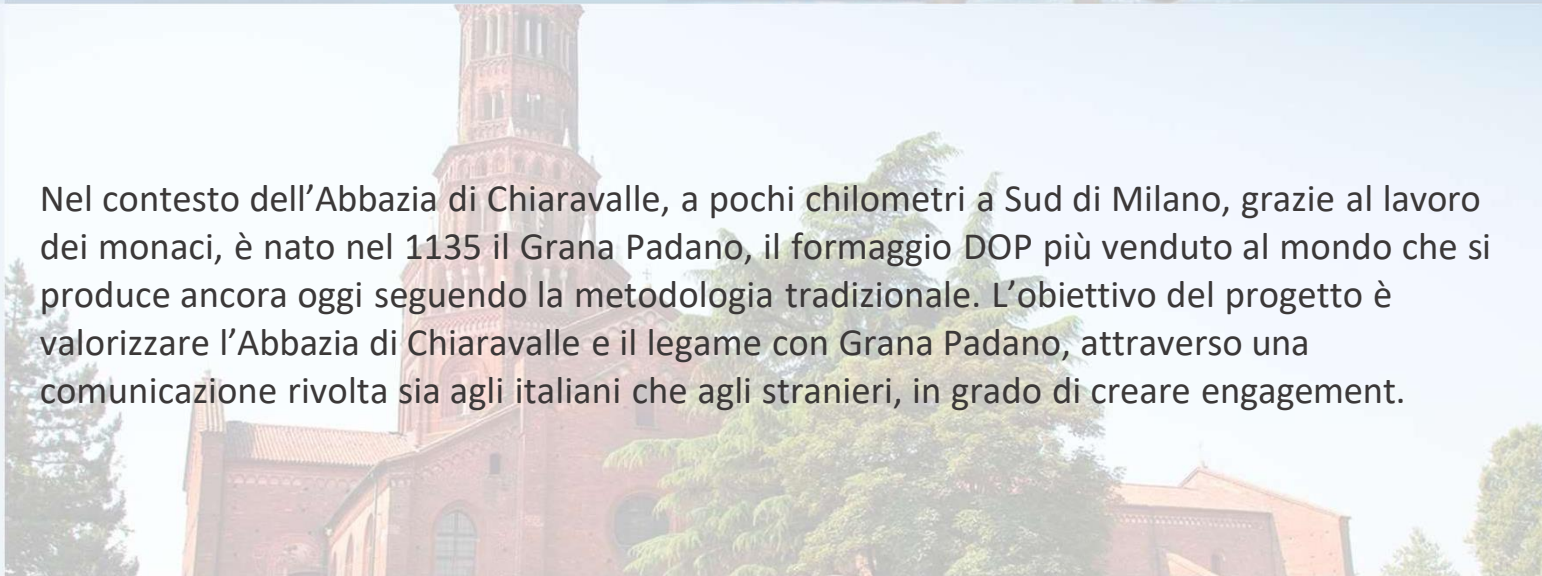 Nel contesto dell’Abbazia di Chiaravalle, a pochi chilometri a Sud di Milano, grazie al lavoro
dei monaci, è nato nel 1135 il Grana Padano, il formaggio DOP più venduto al mondo che si
produce ancora oggi seguendo la metodologia tradizionale. L’obiettivo del progetto è
valorizzare l’Abbazia di Chiaravalle e il legame con Grana Padano, attraverso una
comunicazione rivolta sia agli italiani che agli stranieri, in grado di creare engagement.